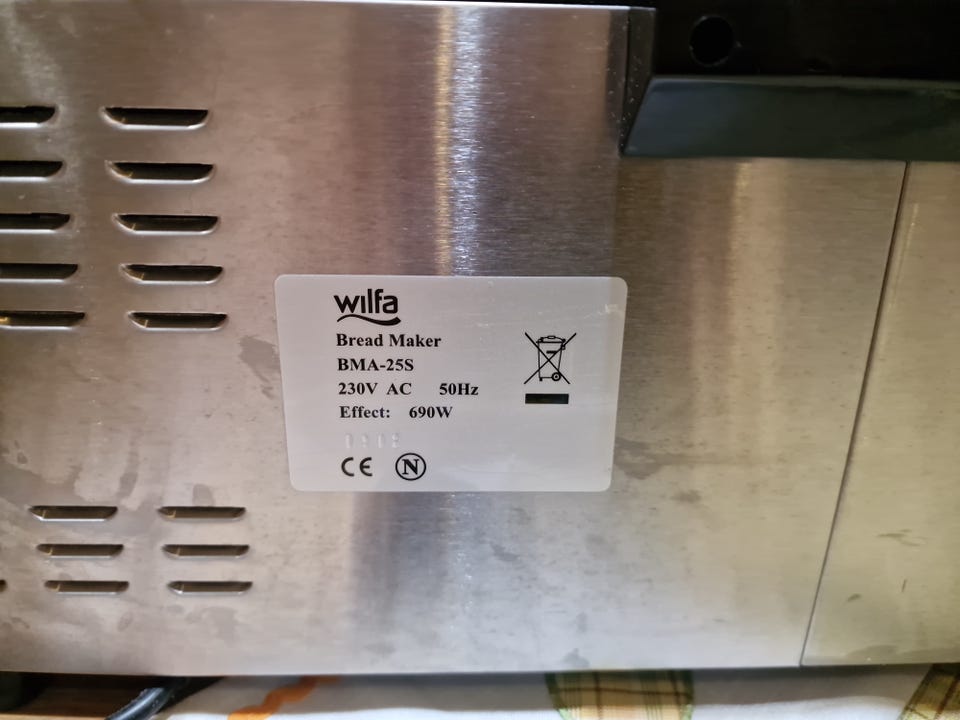 wilfa
Bread Maker
BMA-25S
230V AC 50Hz
Effect: 690W
CE N